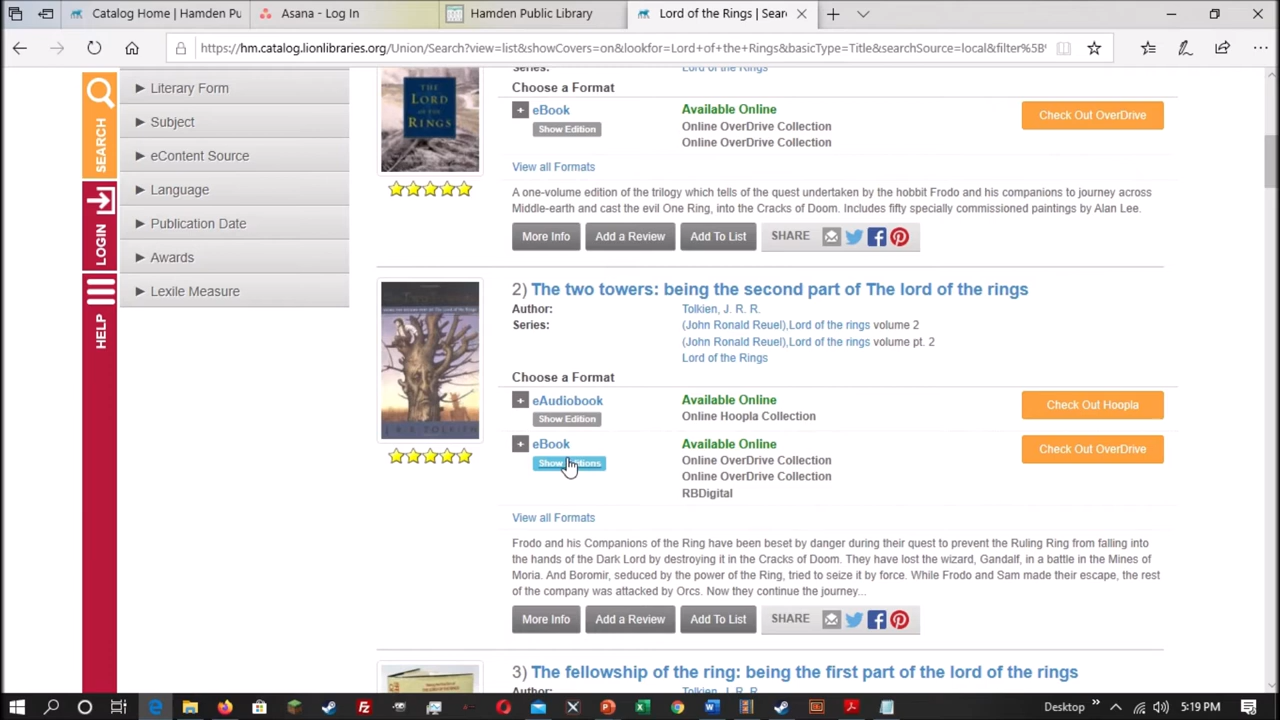 Catalog Home | Hamden Pu
Asana - Log In
Hamden Public Library
Lord of the Rings | Sear
https://hm.catalog.lionlibraries.org/Union/Search?view=list&showCovers=on&lookfor=Lord+of+the+Rings&basicType=Title&searchSource=local&filter%5B%
SEARCH
LOGIN
HELP
Literary Form
Subject
eContent Source
Language
Publication Date
Awards
Lexile Measure
THE
LORD
OF THE
RINGS
Series:
Lord of the Rings
Choose a Format
+ eBook
Available Online
Check Out OverDrive
Show Edition
Online OverDrive Collection
Online OverDrive Collection
View all Formats
A one-volume edition of the trilogy which tells of the quest undertaken by the hobbit Frodo and his companions to journey across
Middle-earth and cast the evil One Ring, into the Cracks of Doom. Includes fifty specially commissioned paintings by Alan Lee.
More Info
Add a Review
Add To List
SHARE
2) The two towers: being the second part of The lord of the rings
Author:
Tolkien, J. R. R.
Series:
(John Ronald Reuel),Lord of the rings volume 2
(John Ronald Reuel),Lord of the rings volume pt. 2
Lord of the Rings
Choose a Format
+ eAudiobook
Available Online
Check Out Hoopla
Show Edition
Online Hoopla Collection
+ eBook
Available Online
Check Out OverDrive
Online OverDrive Collection
Online OverDrive Collection
RBDigital
View all Formats
Frodo and his Companions of the Ring have been beset by danger during their quest to prevent the Ruling Ring from falling into
the hands of the Dark Lord by destroying it in the Cracks of Doom. They have lost the wizard, Gandalf, in a battle in the Mines of
Moria. And Boromir, seduced by the power of the Ring, tried to seize it by force. While Frodo and Sam made their escape, the rest
of the company was attacked by Orcs. Now they continue the journey...
More Info
Add a Review
Add To List
SHARE
3) The fellowship of the ring: being the first part of the lord of the rings
Author:
Tolkien, J. R. R.
Desktop
5:19 PM